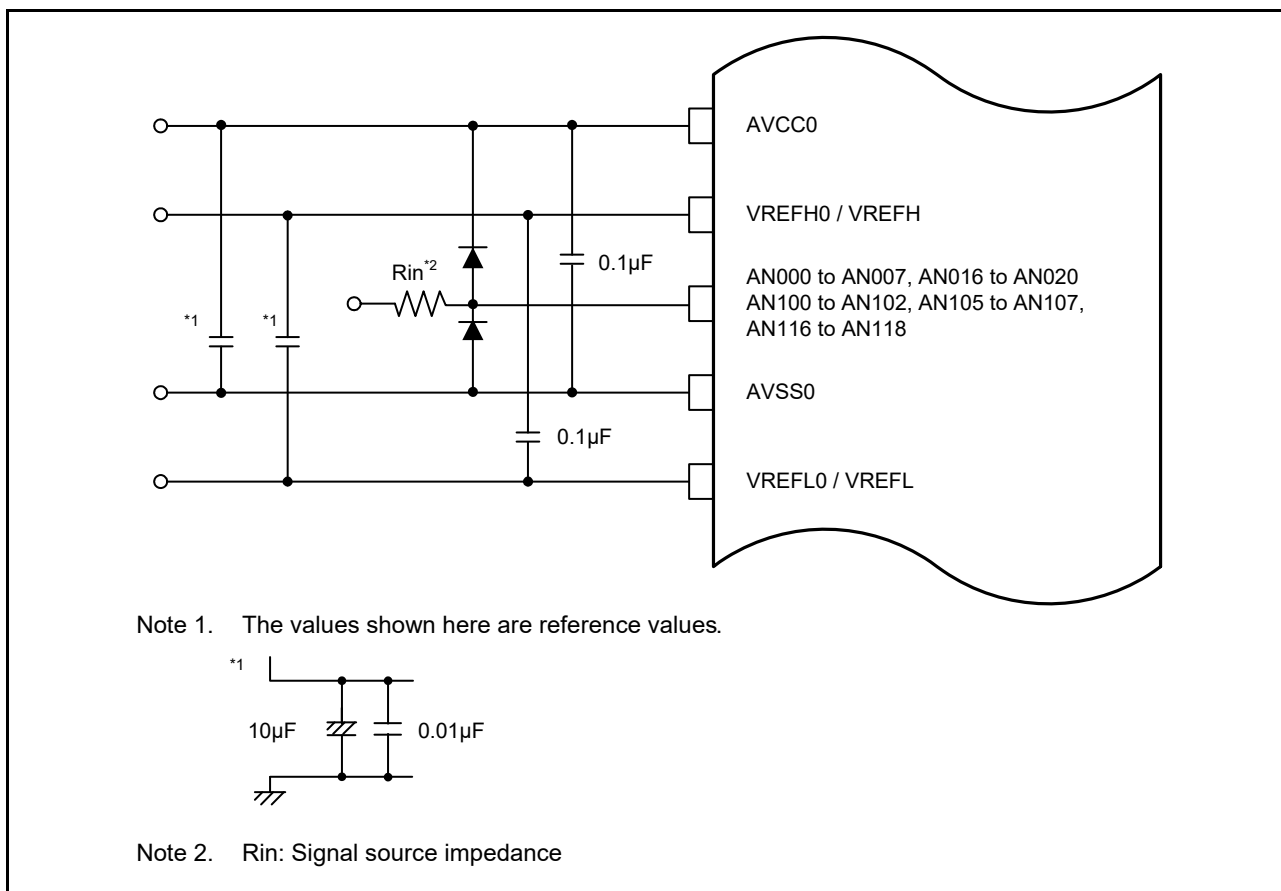 AVCC0
VREFH0 / VREFH
Rin*2
0.1µF
AN000 to AN007, AN016 to AN020
AN100 to AN102, AN105 to AN107,
AN116 to AN118
*1
*1
AVSS0
0.1µF
VREFL0 / VREFL
Note 1. The values shown here are reference values.
*1
10µF
0.01µF
Note 2. Rin: Signal source impedance